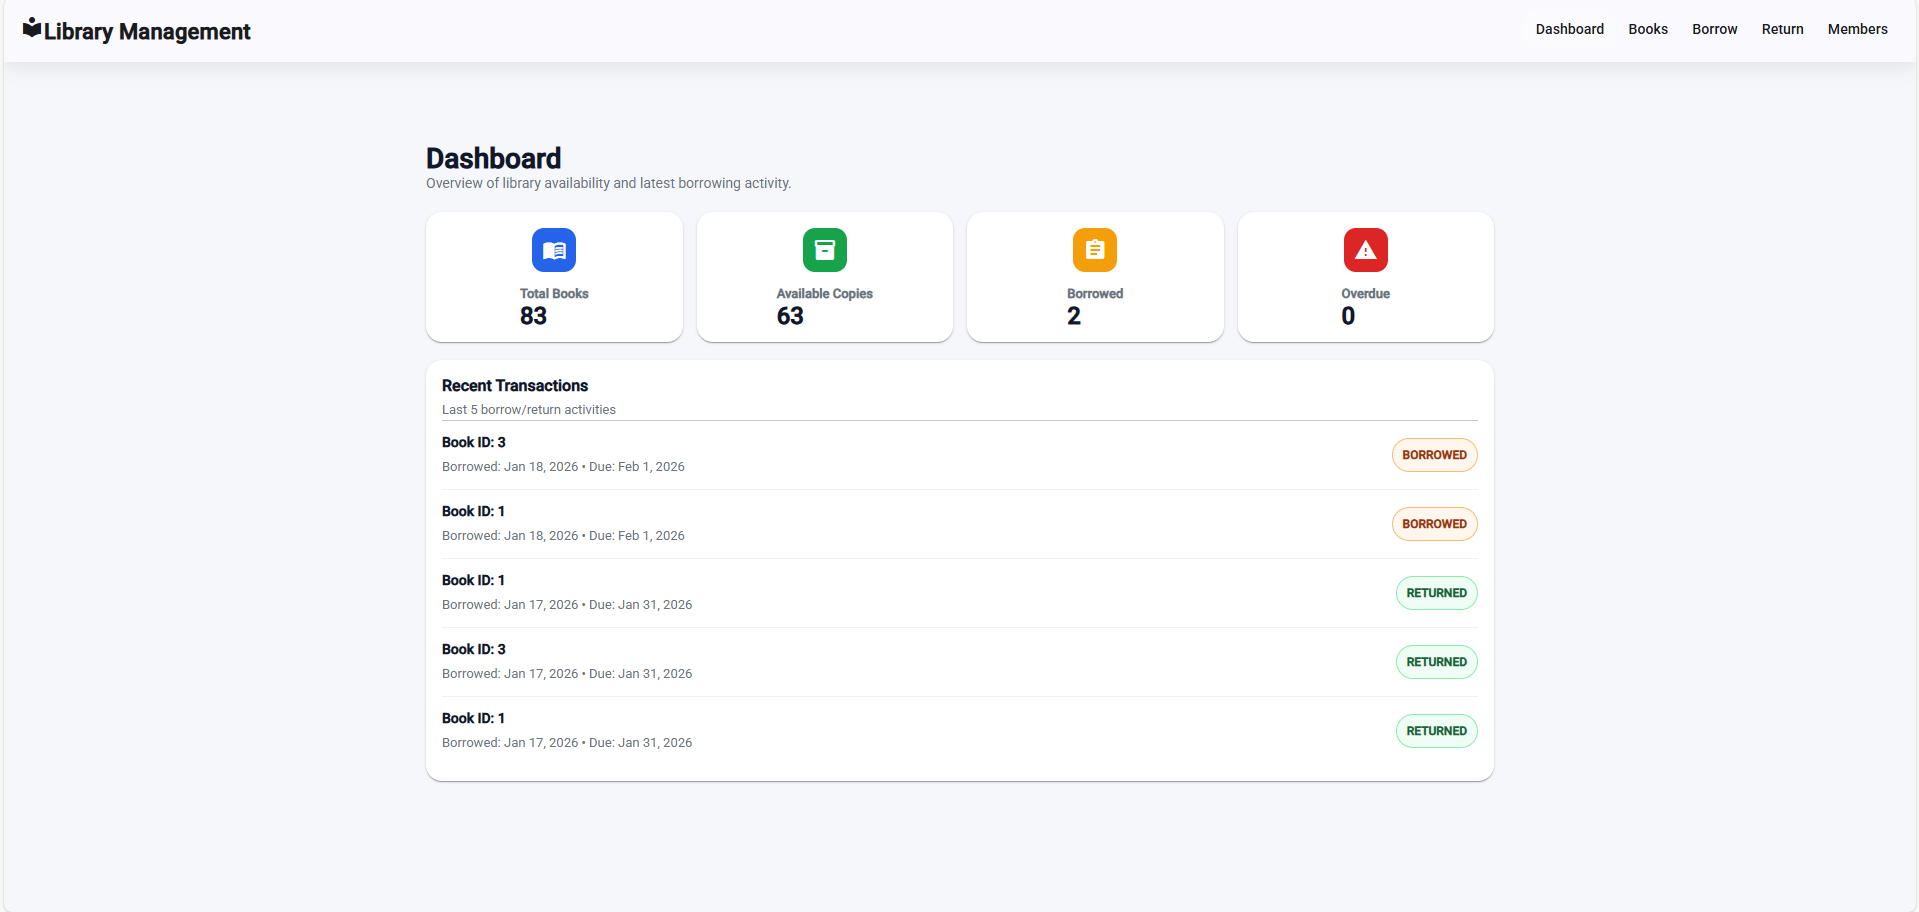 Library Management
Dashboard Books Borrow Return Members
Dashboard
Overview of library availability and latest borrowing activity.
Total Books
83
Available Copies
63
Borrowed
2
Overdue
0
Recent Transactions
Last 5 borrow/return activities
Book ID: 3
Borrowed: Jan 18, 2026 • Due: Feb 1, 2026
BORROWED
Book ID: 1
Borrowed: Jan 18, 2026 • Due: Feb 1, 2026
BORROWED
Book ID: 1
Borrowed: Jan 17, 2026 • Due: Jan 31, 2026
RETURNED
Book ID: 3
Borrowed: Jan 17, 2026 • Due: Jan 31, 2026
RETURNED
Book ID: 1
Borrowed: Jan 17, 2026 • Due: Jan 31, 2026
RETURNED